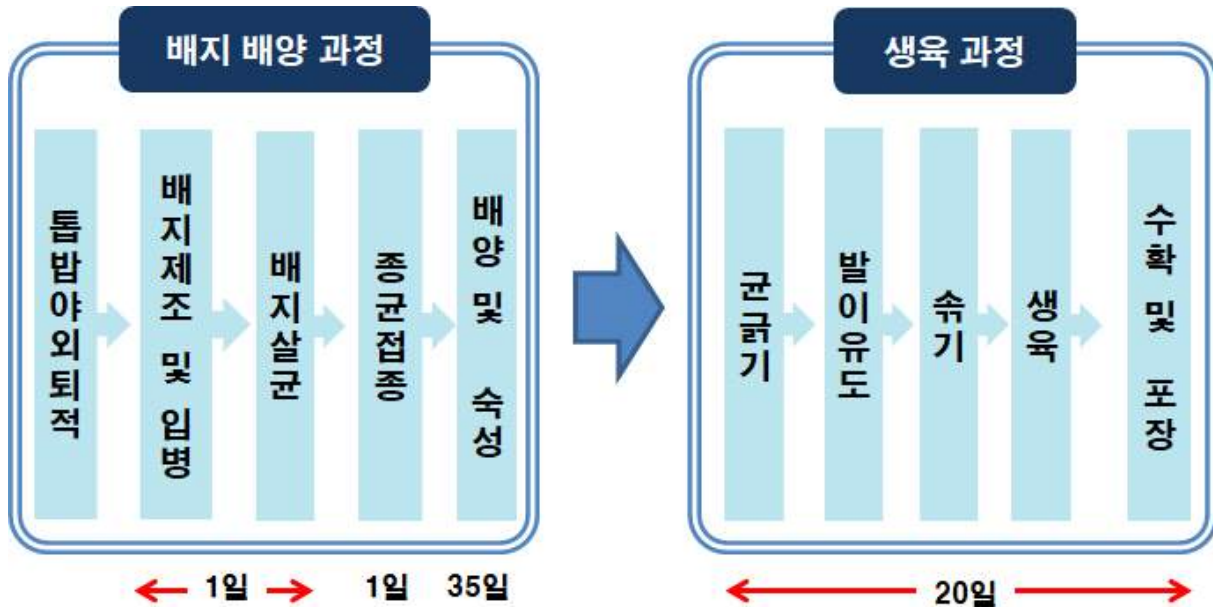 배지 배양 과정
톱밥야외퇴적
배지제조 및 입병
배지살균
종균접종
배양 및 숙성
1일
1일
35일
생육 과정
균긁기
발이유도
솎기
생육
수확 및 포장
20일